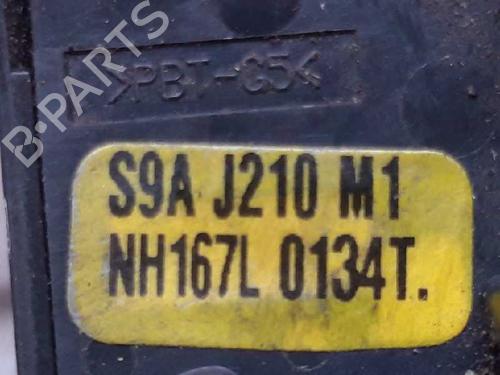 B·PARTS
>PBT-G5<
S9A J210 M1
NH167L 0134T.